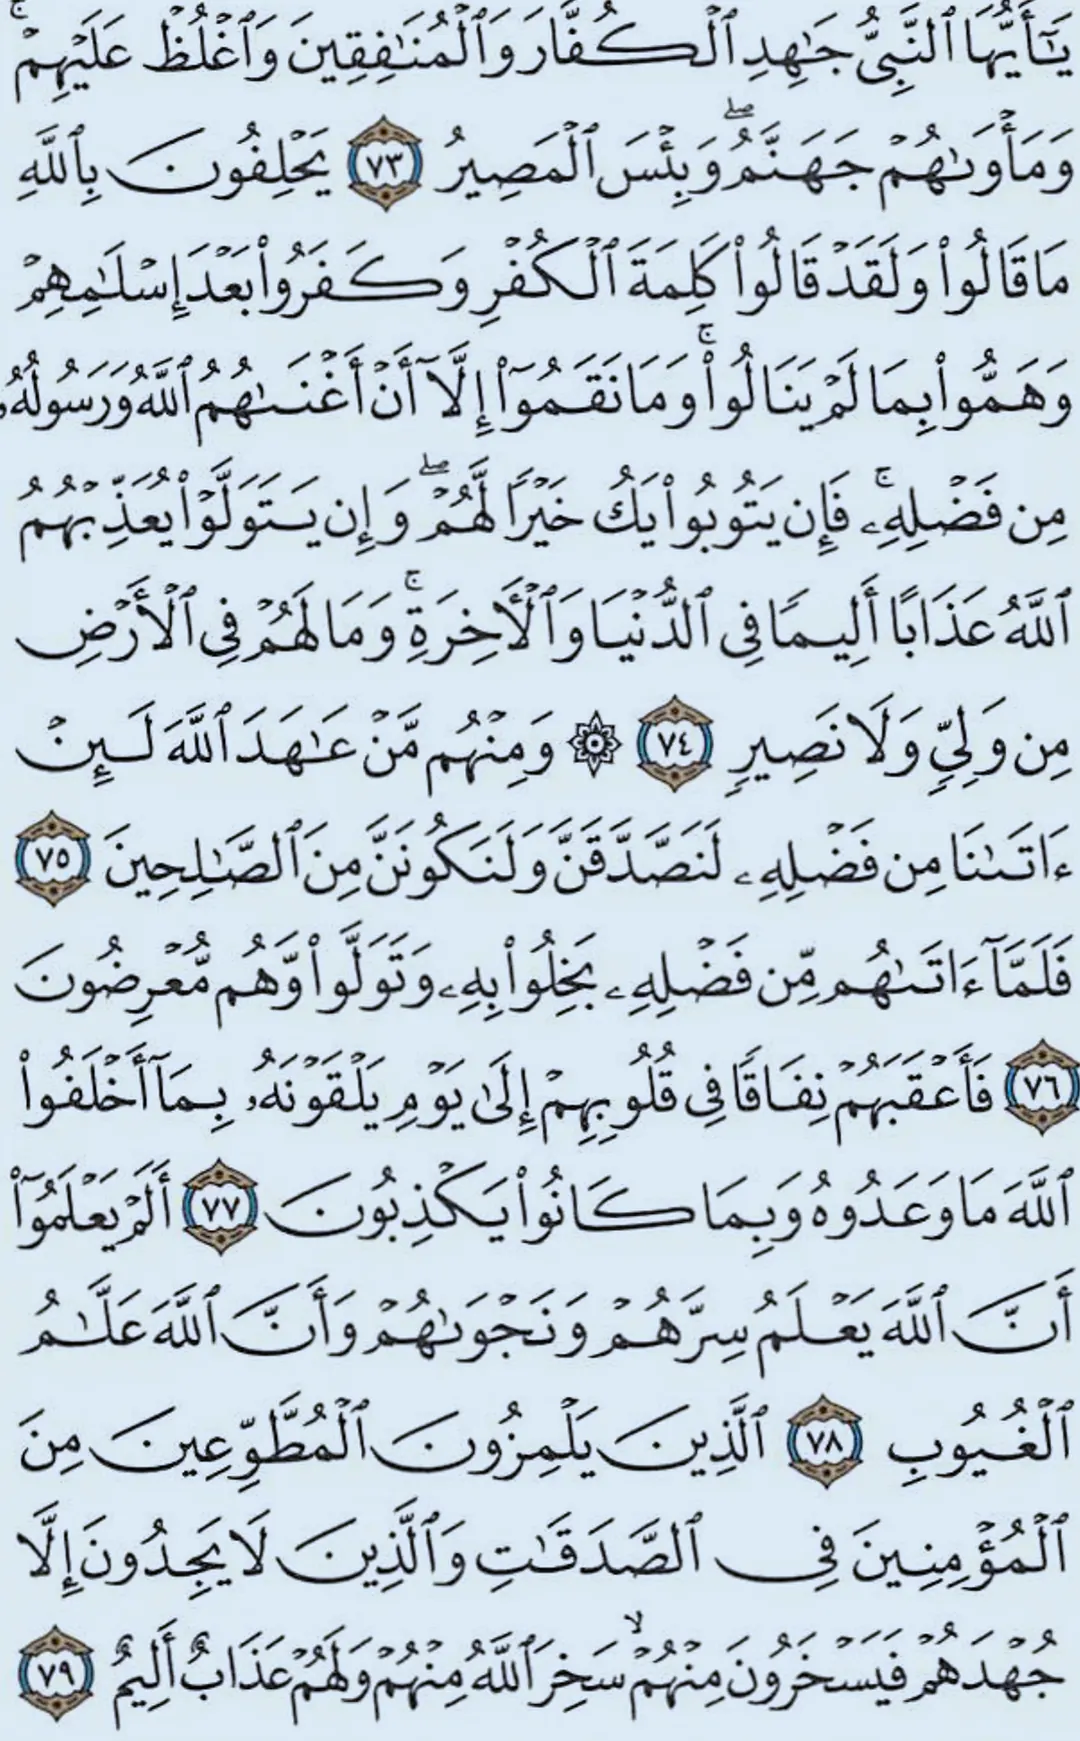 يَـٰٓأَيُّهَا ٱلنَّبِيُّ جَـٰهِدِ ٱلۡكُفَّارَ وَٱلۡمُنَـٰفِقِينَ وَٱغۡلُظۡ عَلَيۡهِمۡۚ
وَمَأۡوَىٰهُمۡ جَهَنَّمُۖ وَبِئۡسَ ٱلۡمَصِيرُ ٧٣ يَحۡلِفُونَ بِٱللَّهِ
مَا قَالُواْ وَلَقَدۡ قَالُواْ كَلِمَةَ ٱلۡكُفۡرِ وَكَفَرُواْ بَعۡدَ إِسۡلَـٰمِهِمۡ
وَهَمُّواْ بِمَا لَمۡ يَنَالُواْۚ وَمَا نَقَمُوٓاْ إِلَّآ أَنۡ أَغۡنَىٰهُمُ ٱللَّهُ وَرَسُولُهُۥ
مِن فَضۡلِهِۦۚ فَإِن يَتُوبُواْ يَكُ خَيۡرٗا لَّهُمۡۖ وَإِن يَتَوَلَّوۡاْ يُعَذِّبۡهُمُ
ٱللَّهُ عَذَابًا أَلِيمٗا فِي ٱلدُّنۡيَا وَٱلۡأٓخِرَةِۚ وَمَا لَهُمۡ فِي ٱلۡأَرۡضِ
مِن وَلِيّٖ وَلَا نَصِيرٖ ٧٤ ۞ وَمِنۡهُم مَّنۡ عَـٰهَدَ ٱللَّهَ لَئِنۡ
ءَاتَىٰنَا مِن فَضۡلِهِۦ لَنَصَّدَّقَنَّ وَلَنَكُونَنَّ مِنَ ٱلصَّـٰلِحِينَ ٧٥
فَلَمَّآ ءَاتَىٰهُم مِّن فَضۡلِهِۦ بَخِلُواْ بِهِۦ وَتَوَلَّواْ وَّهُم مُّعۡرِضُونَ
٧٦ فَأَعۡقَبَهُمۡ نِفَاقٗا فِي قُلُوبِهِمۡ إِلَىٰ يَوۡمِ يَلۡقَوۡنَهُۥ بِمَآ أَخۡلَفُواْ
ٱللَّهَ مَا وَعَدُوهُ وَبِمَا كَانُواْ يَكۡذِبُونَ ٧٧ أَلَمۡ يَعۡلَمُوٓاْ
أَنَّ ٱللَّهَ يَعۡلَمُ سِرَّهُمۡ وَنَجۡوَىٰهُمۡ وَأَنَّ ٱللَّهَ عَلَّـٰمُ
ٱلۡغُيُوبِ ٧٨ ٱلَّذِينَ يَلۡمِزُونَ ٱلۡمُطَّوِّعِينَ مِنَ
ٱلۡمُؤۡمِنِينَ فِي ٱلصَّدَقَـٰتِ وَٱلَّذِينَ لَا يَجِدُونَ إِلَّا
جُهۡدَهُمۡ فَيَسۡخَرُونَ مِنۡهُمۡۙ سَخِرَ ٱللَّهُ مِنۡهُمۡ وَلَهُمۡ عَذَابٌ أَلِيمٌ ٧٩